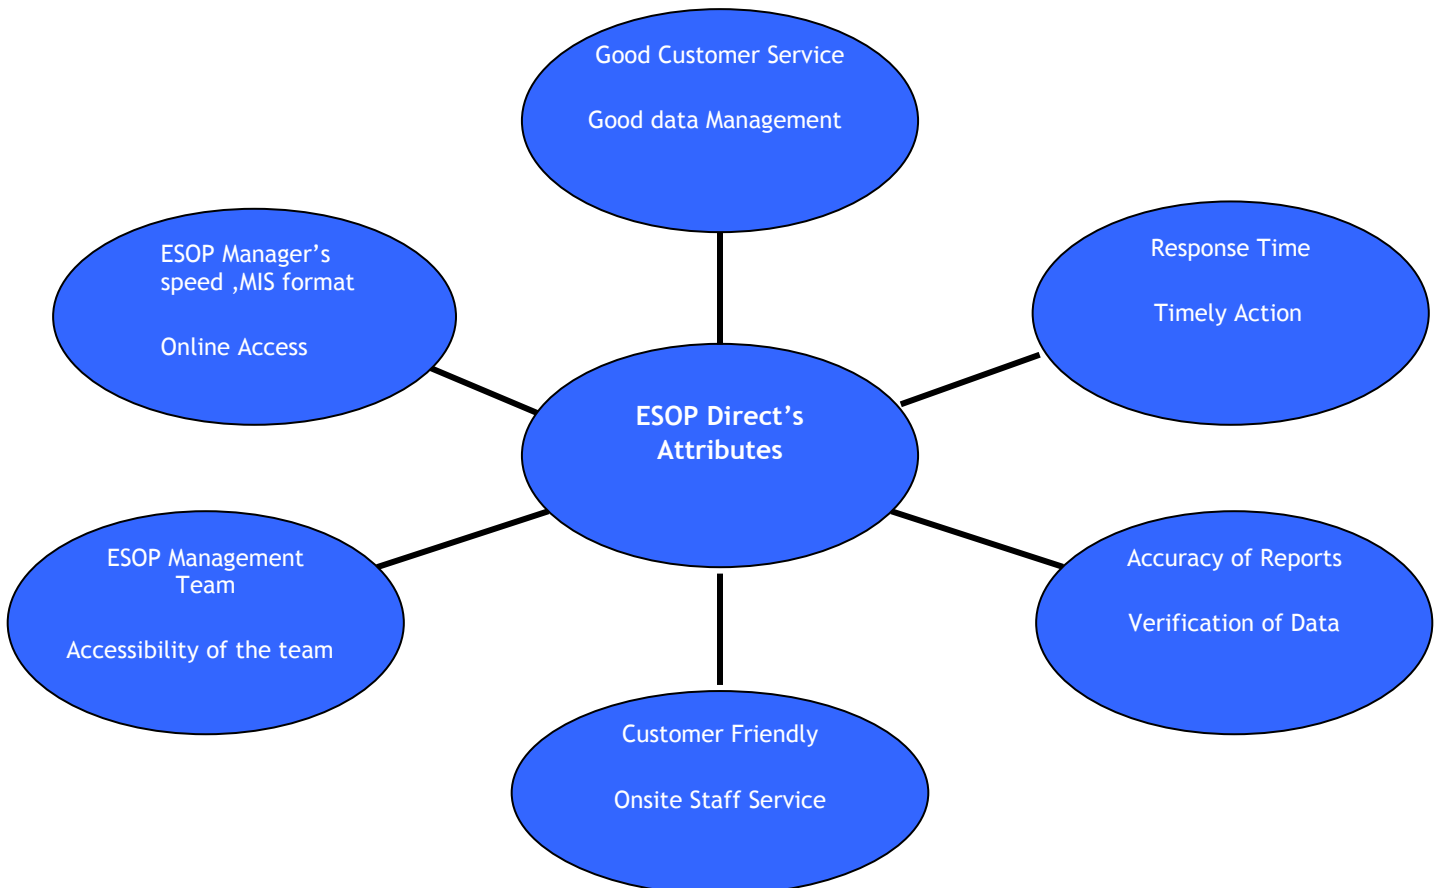 Good Customer Service
Good data Management
ESOP Manager’s
speed ,MIS format
Online Access
Response Time
Timely Action
ESOP Direct’s
Attributes
ESOP Management
Team
Accessibility of the team
Accuracy of Reports
Verification of Data
Customer Friendly
Onsite Staff Service